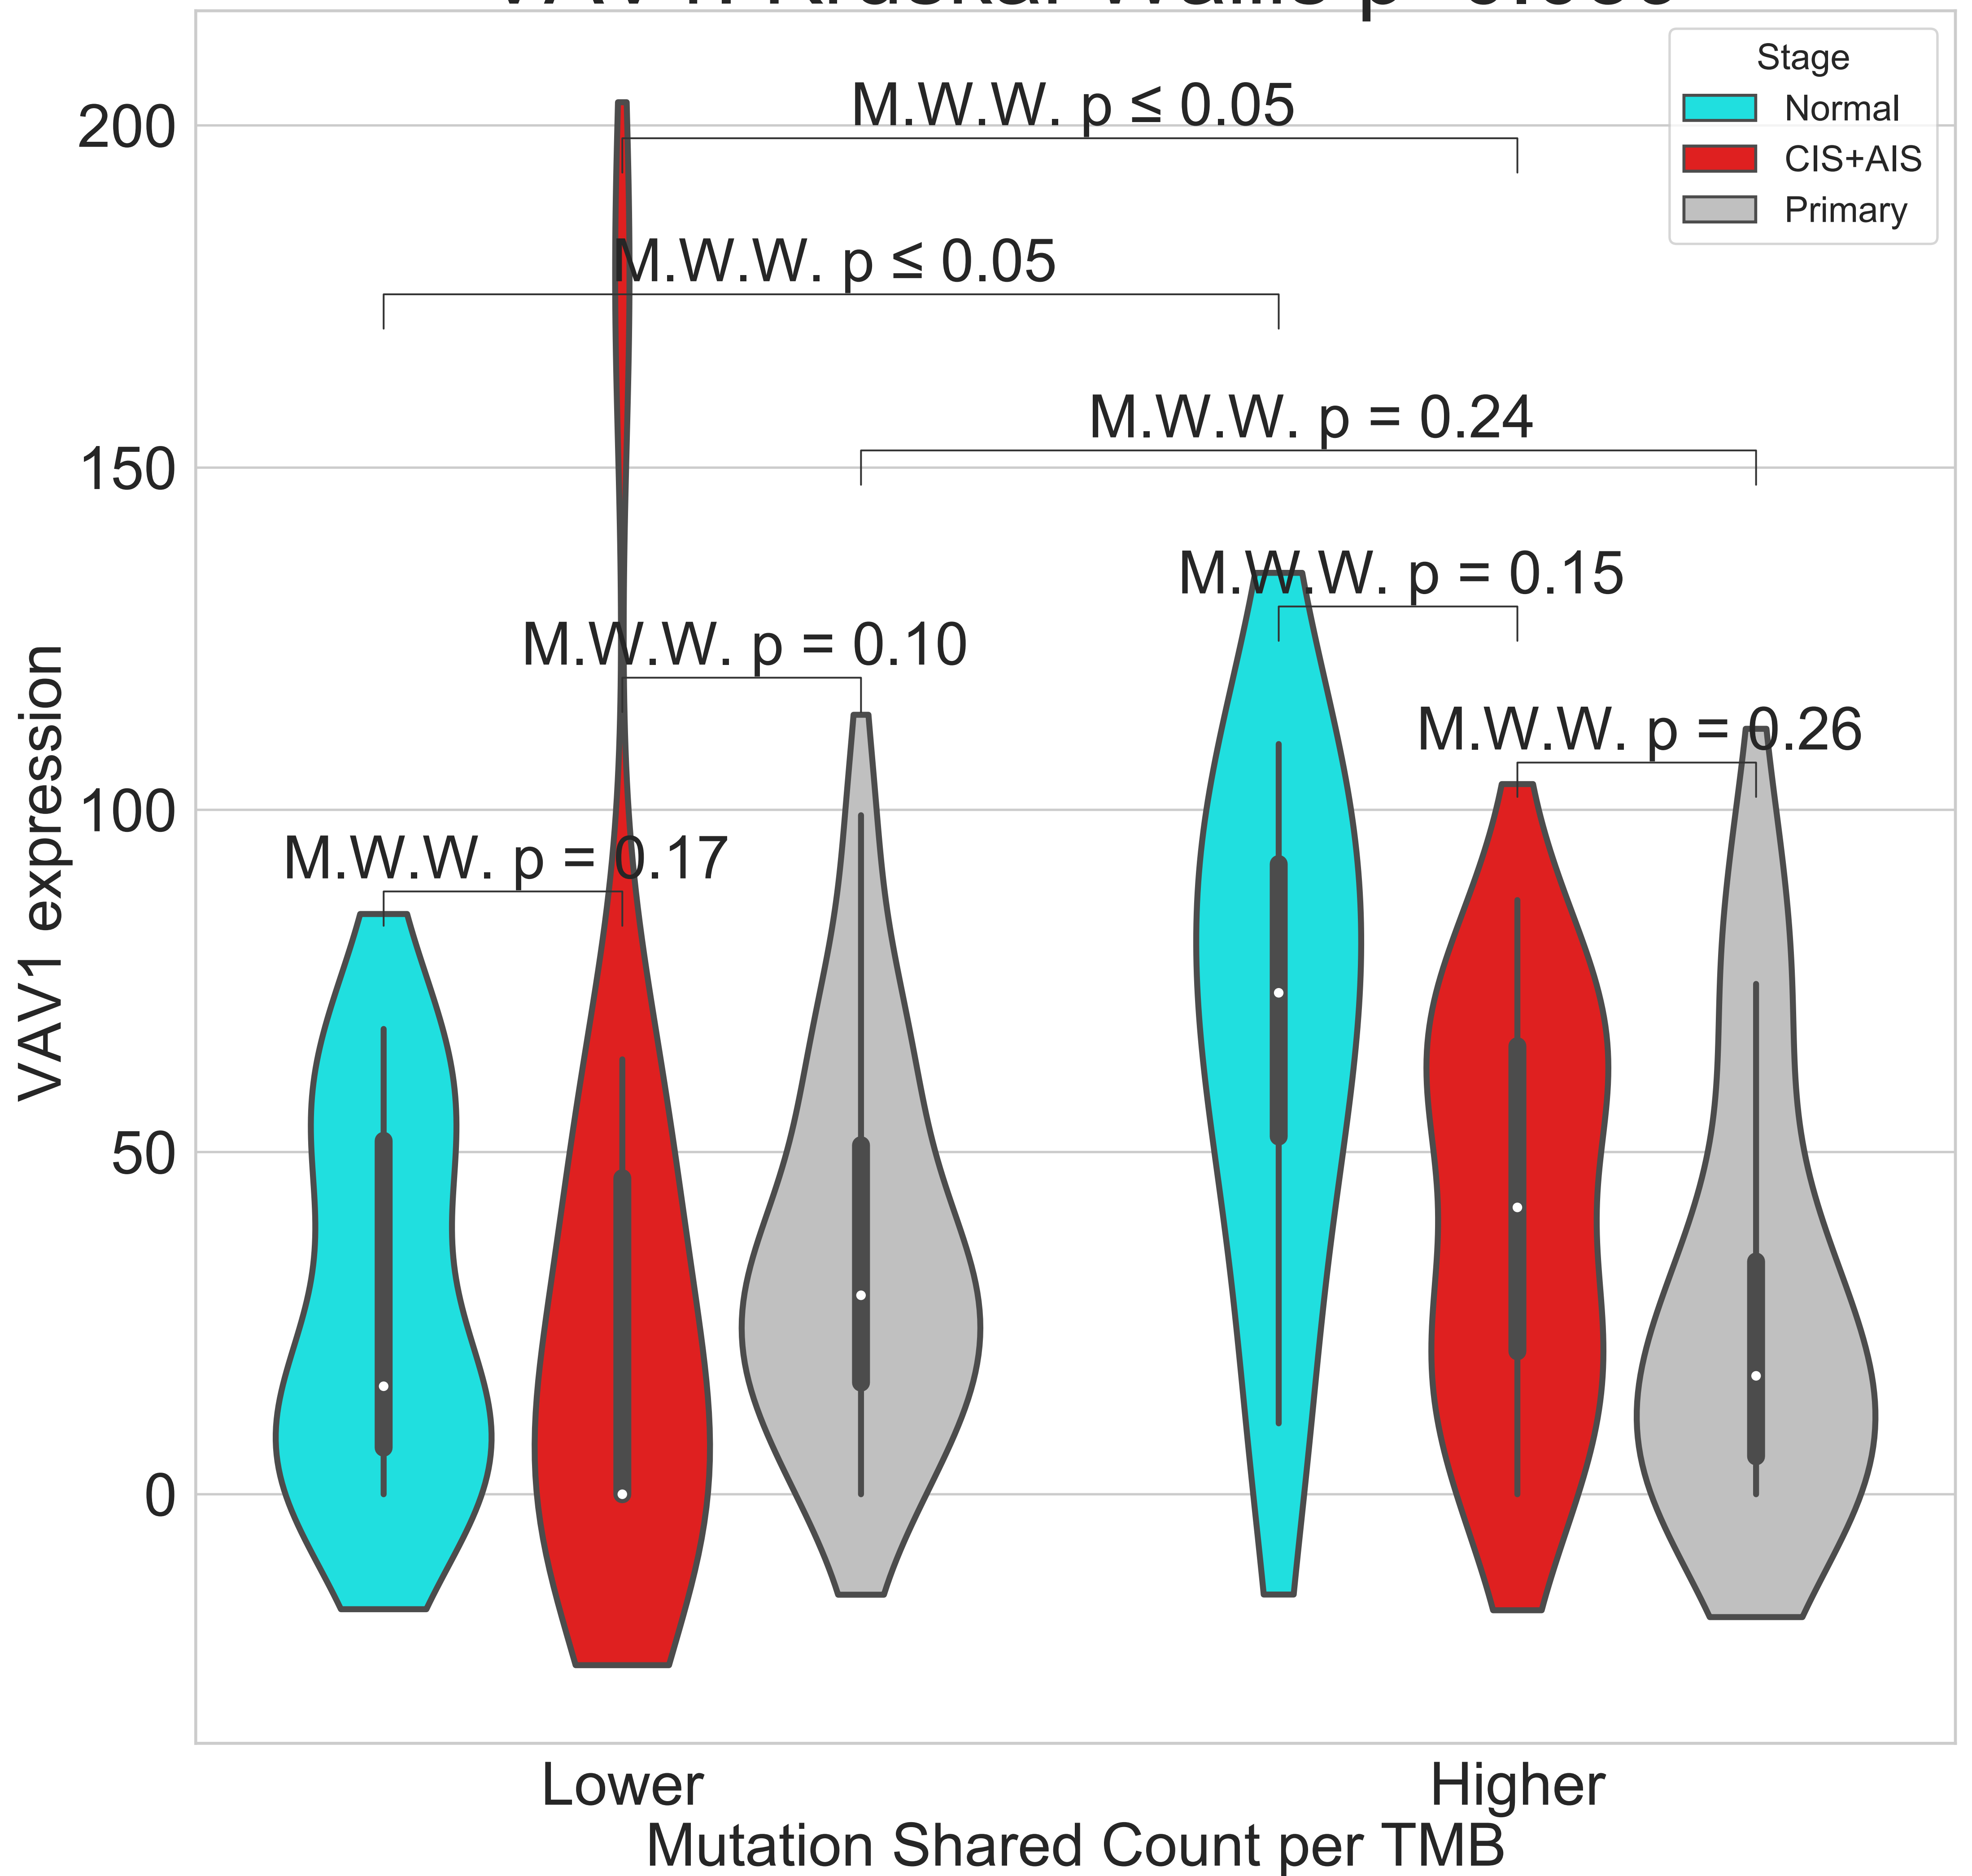 Stage
Normal
CIS+AIS
Primary
M.W.W. p ≤ 0.05
M.W.W. p ≤ 0.05
M.W.W. p = 0.24
M.W.W. p = 0.15
M.W.W. p = 0.10
M.W.W. p = 0.26
M.W.W. p = 0.17
200
150
100
50
0
VAV1 expression
Lower
Higher
Mutation Shared Count per TMB